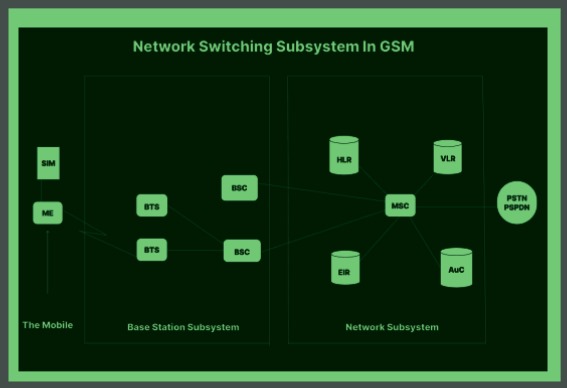 Network Switching Subsystem In GSM
SIM
ME
The Mobile
BTS
BTS
BSC
BSC
Base Station Subsystem
HLR
VLR
MSC
EIR
AuC
Network Subsystem
PSTN
PSPDN